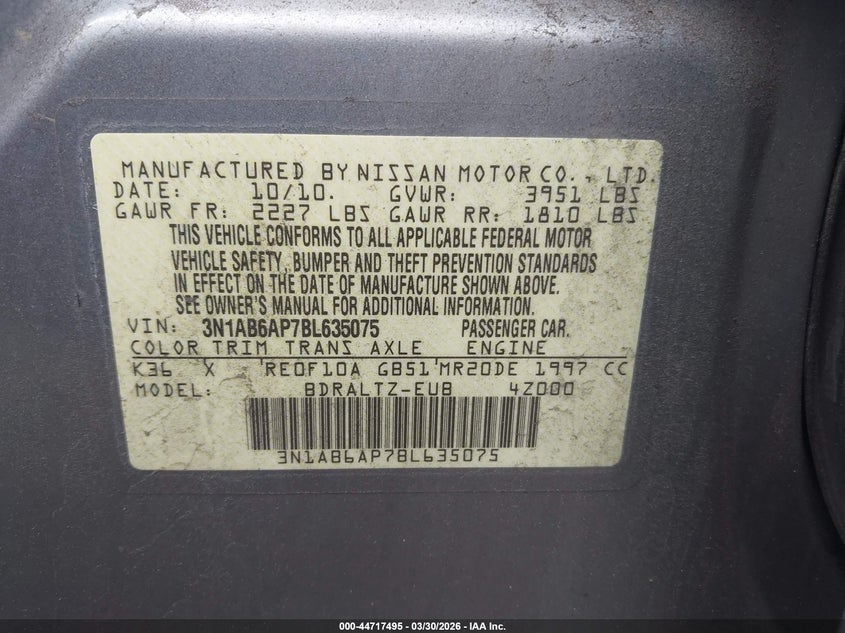 MANUFACTURED BY NISSAN MOTOR CO., LTD.
DATE: 10/10. GVWR: 3951 LBS
GAWR FR: 2227 LBS GAWR RR: 1810 LBS
THIS VEHICLE CONFORMS TO ALL APPLICABLE FEDERAL MOTOR
VEHICLE SAFETY, BUMPER AND THEFT PREVENTION STANDARDS
IN EFFECT ON THE DATE OF MANUFACTURE SHOWN ABOVE.
SEE OWNER'S MANUAL FOR ADDITIONAL INFORMATION.
VIN: 3N1AB6AP7BL635075 PASSENGER CAR.
COLOR TRIM TRANS AXLE ENGINE
K36 X 'RE0F10A GB51'MR20DE 1997 CC
MODEL: BDRALTZ-EUB 4Z000
3N1AB6AP7BL635075
000-44717495 - 03/30/2026 - IAA Inc.